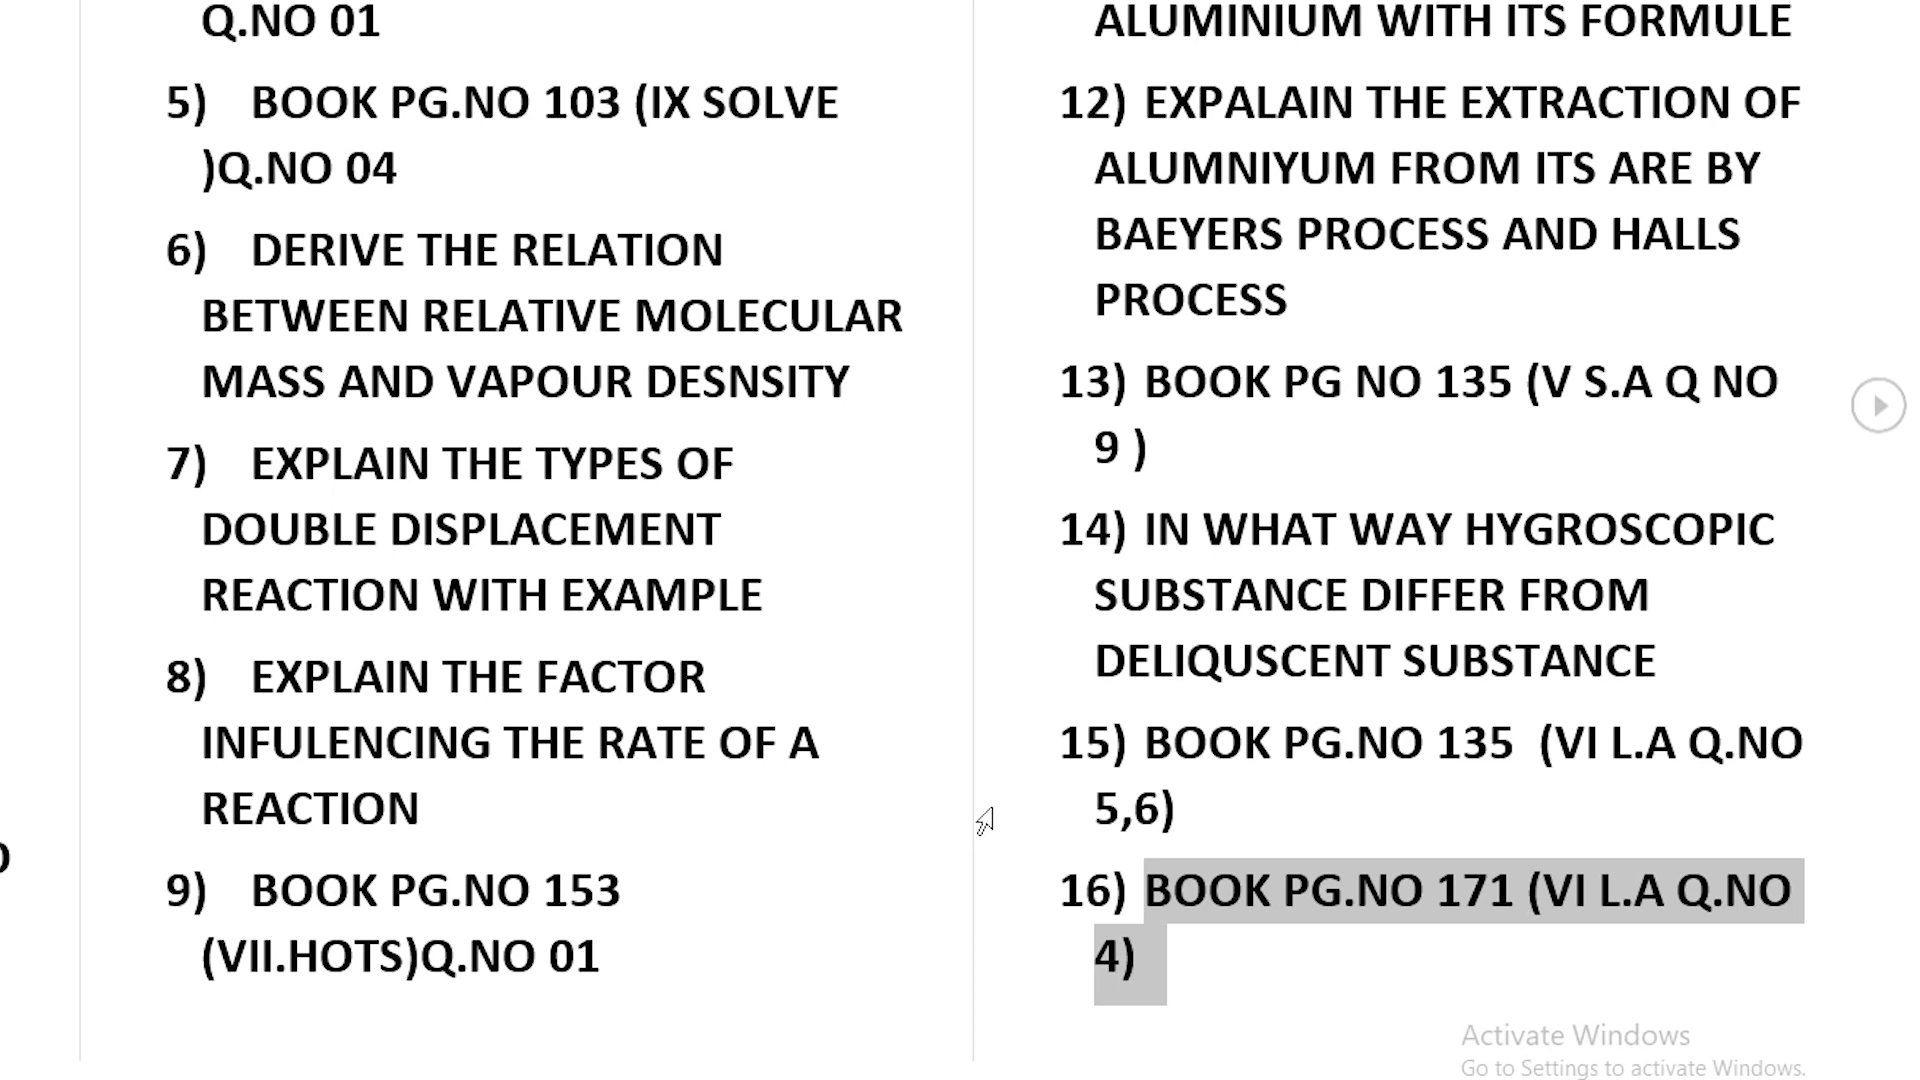 Q.NO 01
5) BOOK PG.NO 103 (IX SOLVE
)Q.NO 04
6) DERIVE THE RELATION
BETWEEN RELATIVE MOLECULAR
MASS AND VAPOUR DESNSITY
7) EXPLAIN THE TYPES OF
DOUBLE DISPLACEMENT
REACTION WITH EXAMPLE
8) EXPLAIN THE FACTOR
INFULENCING THE RATE OF A
REACTION
9) BOOK PG.NO 153
(VII.HOTS)Q.NO 01
ALUMINIUM WITH ITS FORMULE
12) EXPALAIN THE EXTRACTION OF
ALUMNIYUM FROM ITS ARE BY
BAEYERS PROCESS AND HALLS
PROCESS
13) BOOK PG NO 135 (V S.A Q NO
9 )
14) IN WHAT WAY HYGROSCOPIC
SUBSTANCE DIFFER FROM
DELIQUSCENT SUBSTANCE
15) BOOK PG.NO 135 (VI L.A Q.NO
5,6)
16) BOOK PG.NO 171 (VI L.A Q.NO
4)
Activate Windows
Go to Settings to activate Windows.